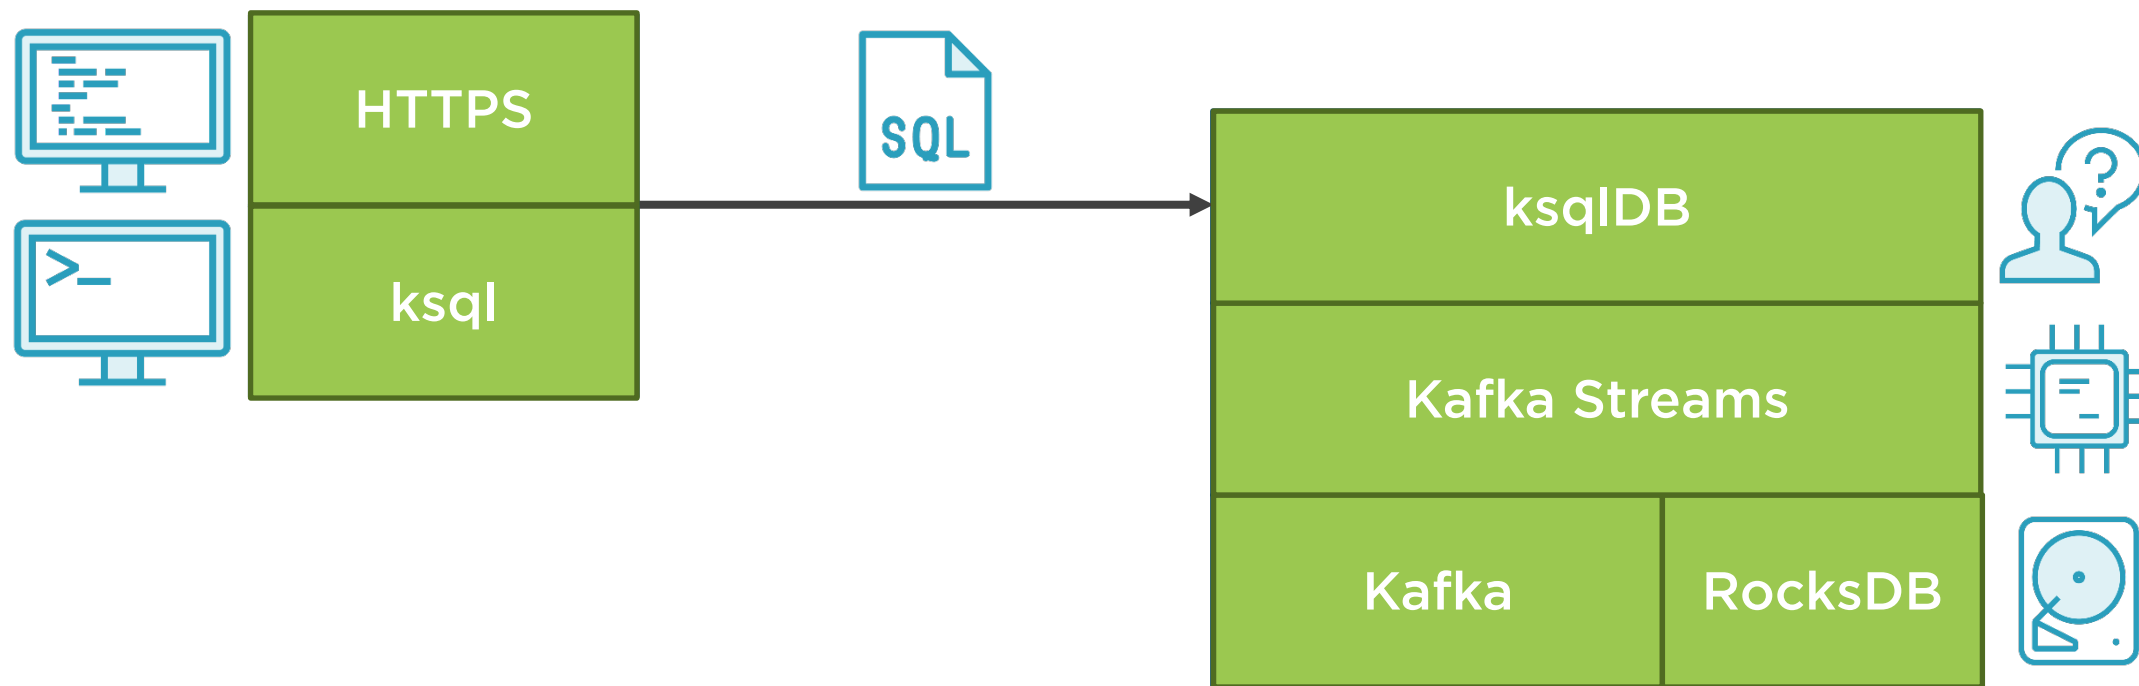 HTTPS
ksql
SQL
ksqlDB
Kafka Streams
Kafka
RocksDB